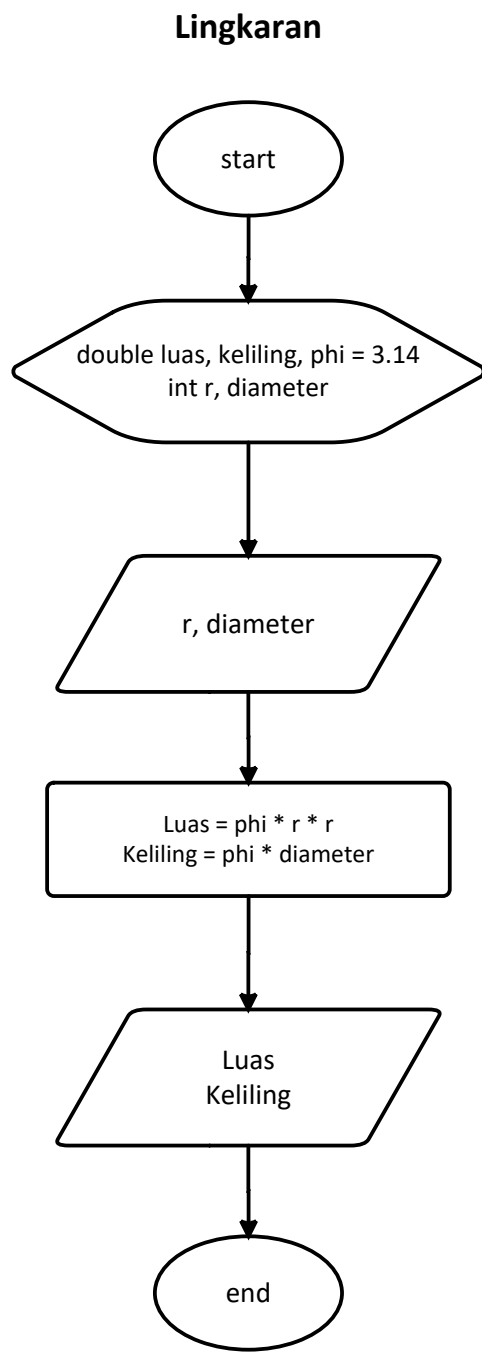 Lingkaran
start
double luas, keliling, phi = 3.14
int r, diameter
r, diameter
Luas = phi * r * r
Keliling = phi * diameter
Luas
Keliling
end